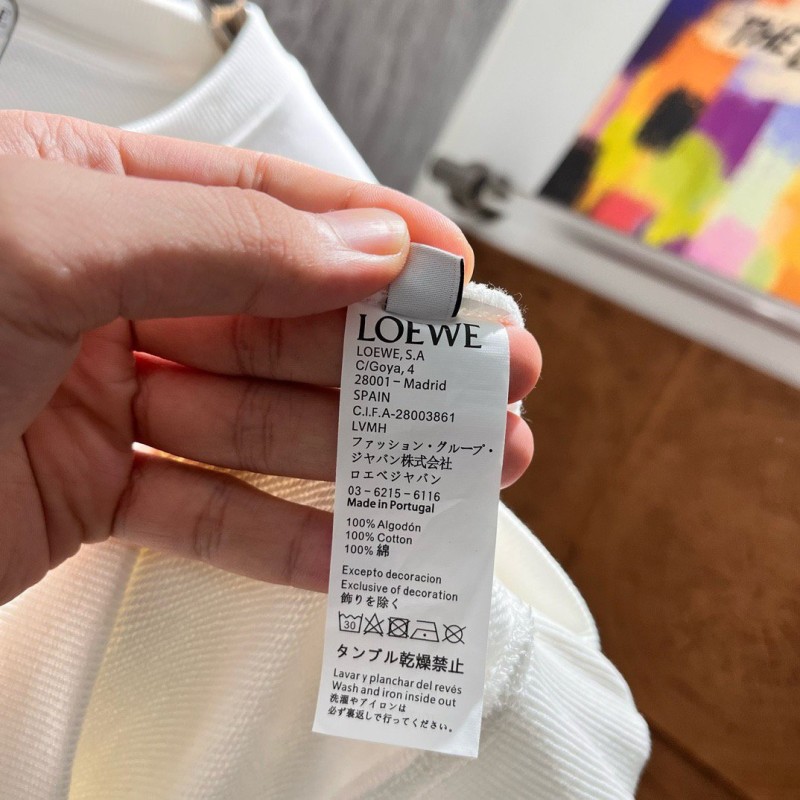 THE
LOEWE
LOEWE, S.A
C/Goya, 4
28001 – Madrid
SPAIN
C.I.F.A-28003861
LVMH
ファッション・グループ・
ジャパン株式会社
ロエベジャパン
03 – 6215 – 6116
Made in Portugal
100% Algodón
100% Cotton
100% 綿
Excepto decoracion
Exclusive of decoration
飾りを除く
30
タンブル乾燥禁止
Lavar y planchar del revés
Wash and iron inside out
洗濯やアイロンは
必ず裏返しで行ってください。